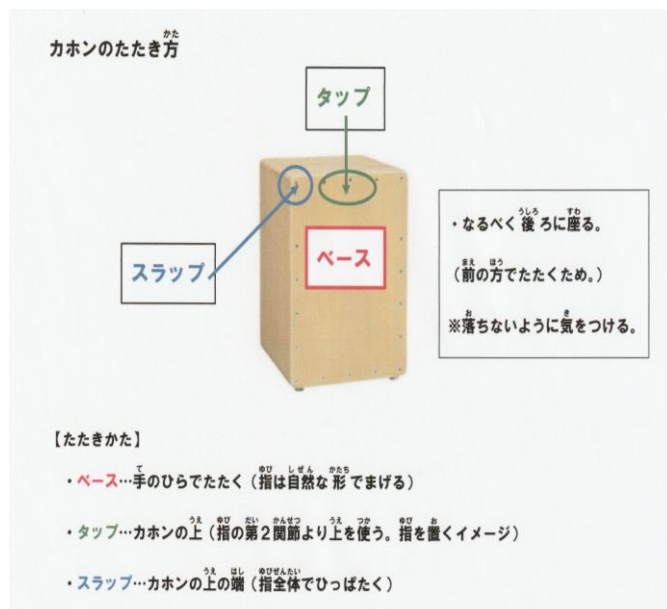 カホンのたたき方
タップ
スラップ
ベース
・なるべく後ろに座る。
(前の方でたたくため。)
※落ちないように気をつける。
【たたきかた】
・ベース…手のひらでたたく(指は自然な形でまげる)
・タップ…カホンの上(指の第2関節より上を使う。指を置くイメージ)
・スラップ…カホンの上の端(指全体でひっぱたく)